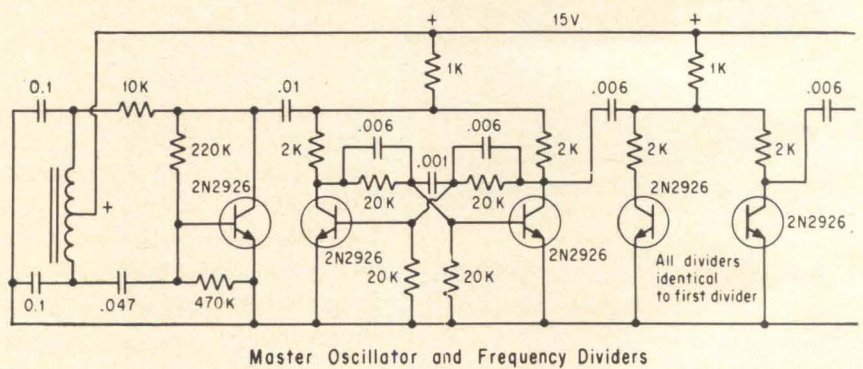 + 15V +
1K 1K
0.1 10K .01 .006 .006
220K 2K .006 .006 2K 2K 2K
.001
2N2926 20K 20K 2N2926
+
2N2926 2N2926 2N2926
20K 20K
0.1 .047 470K
All dividers
identical
to first divider
Master Oscillator and Frequency Dividers